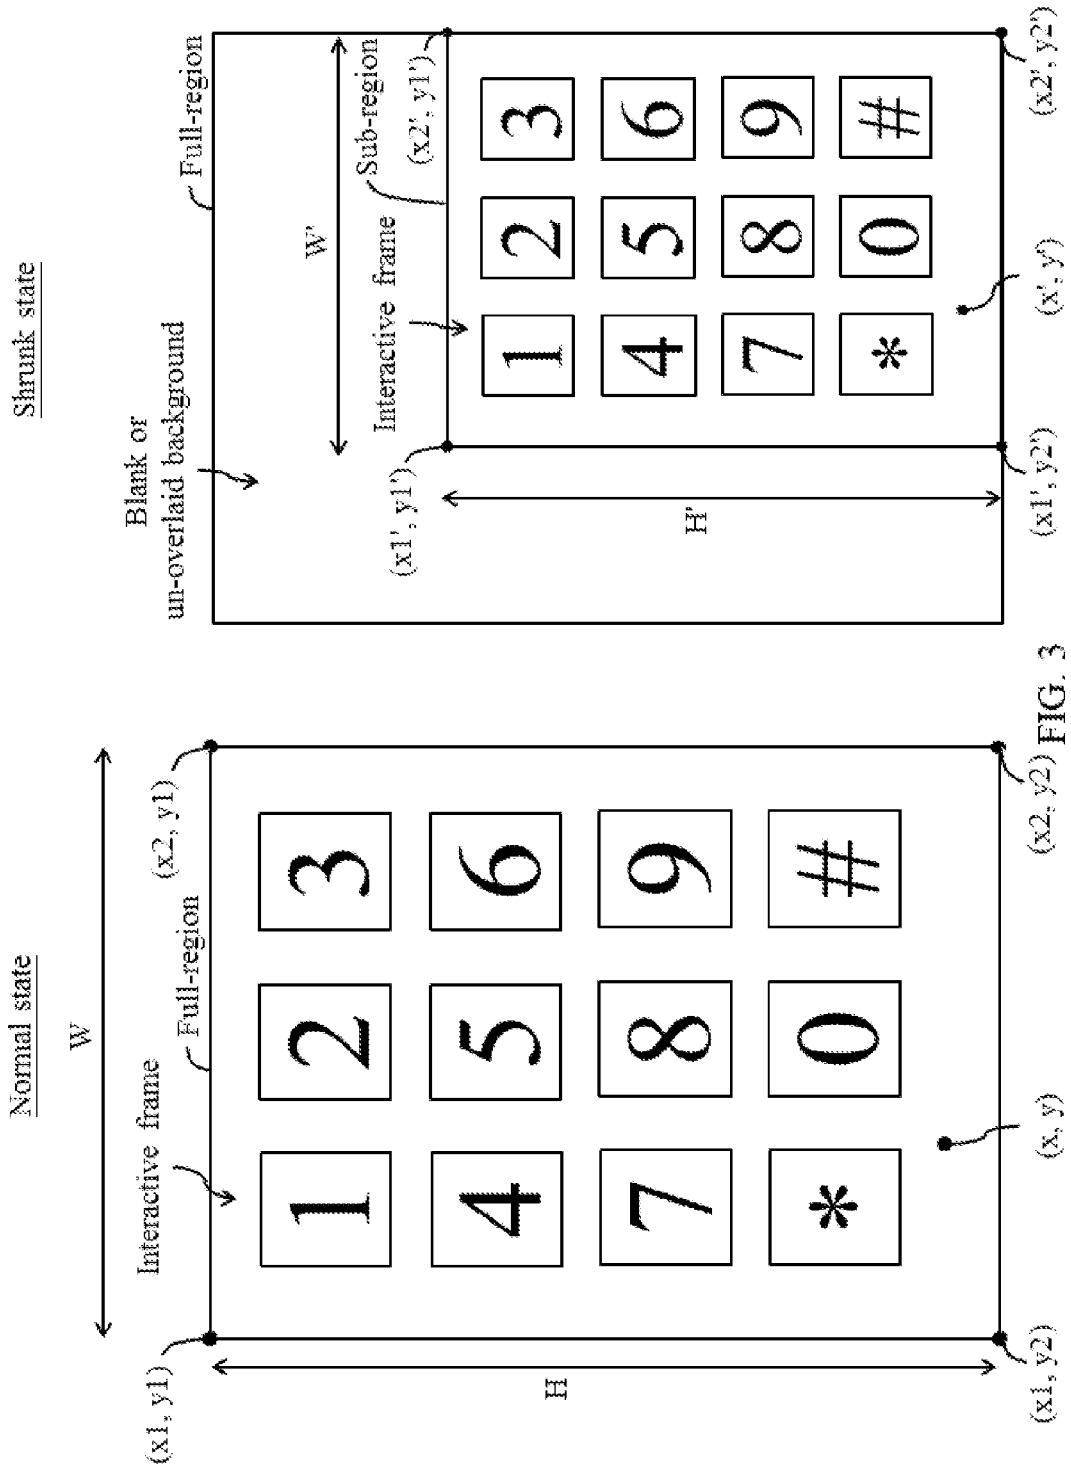 Normal state
W
Interactive frame
Full-region
(x1, y1)
(x2, y1)
H
1 2 3
4 5 6
7 8 9
* 0 #
(x1, y2)
(x, y)
(x2, y2)
Shrunk state
Blank or
un-overlaid background
Full-region
W'
Interactive frame
Sub-region
(x1', y1')
(x2', y1')
H'
1 2 3
4 5 6
7 8 9
* 0 #
(x1', y2')
(x', y')
(x2', y2')
FIG. 3